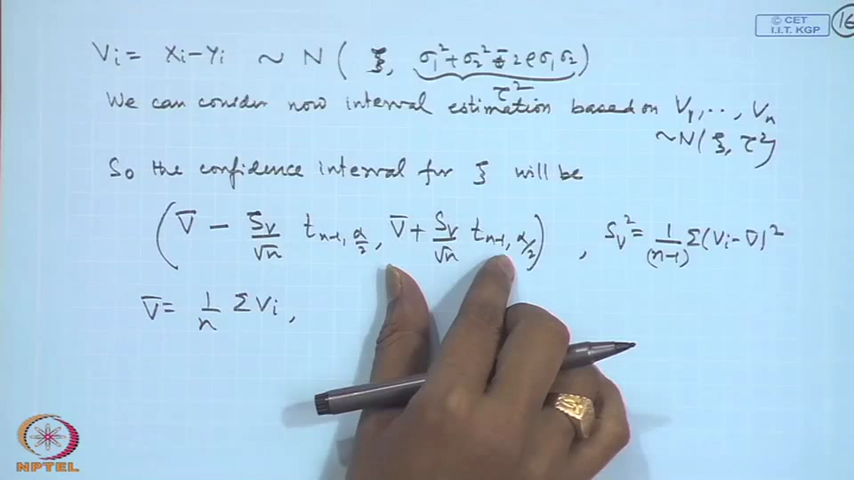 © CET
I.I.T. KGP
16
Vi = Xi - Yi ~ N ( ξ, σ₁² + σ₂² - 2ρσ₁σ₂ )
τ²
We can consider now interval estimation based on V₁, .., Vn
~ N( ξ, τ²)
So the confidence interval for ξ will be
( V̄ - Sv/√n t n-1, α/2 , V̄ + Sv/√n t n-1, α/2 ) , Sv² = 1/(n-1) Σ(Vi - V̄)²
V̄ = 1/n Σ Vi ,
NPTEL